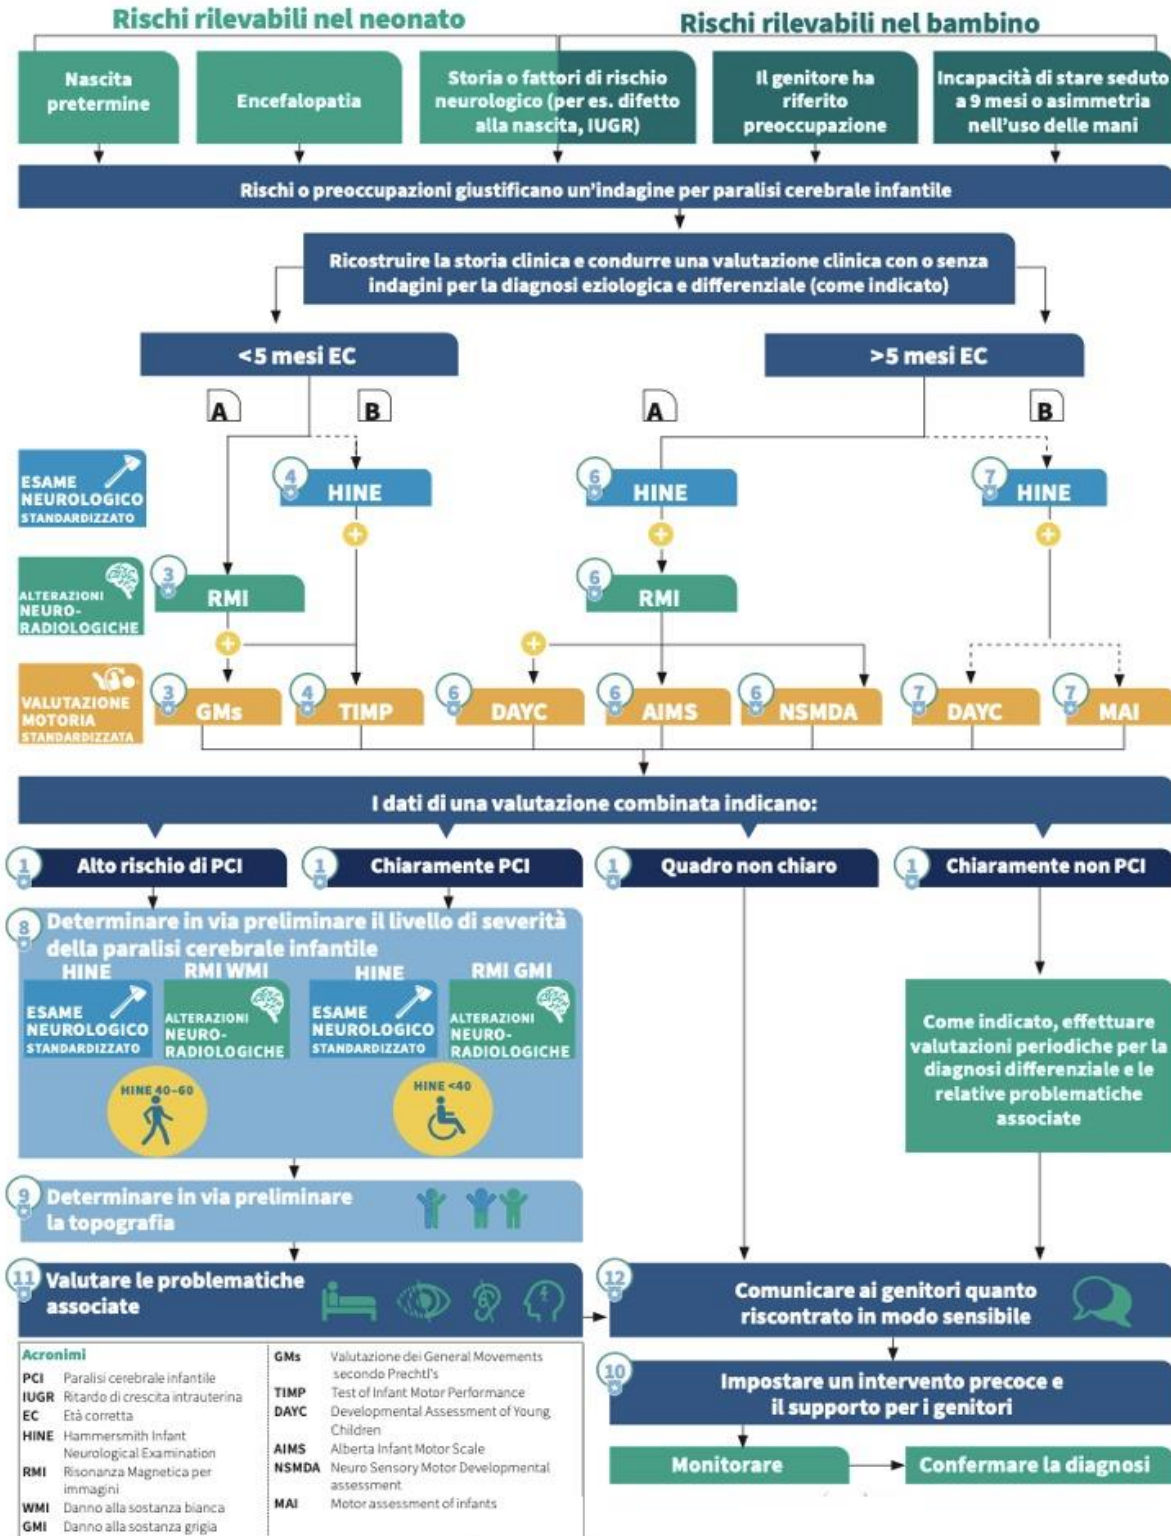 Rischi rilevabili nel neonato
Rischi rilevabili nel bambino
Nascita
pretermine
Encefalopatia
Storia o fattori di rischio
neurologico (per es. difetto
alla nascita, IUGR)
Il genitore ha
riferito
preoccupazione
Incapacità di stare seduto
a 9 mesi o asimmetria
nell'uso delle mani
Rischi o preoccupazioni giustificano un'indagine per paralisi cerebrale infantile
Ricostruire la storia clinica e condurre una valutazione clinica con o senza
indagini per la diagnosi eziologica e differenziale (come indicato)
<5 mesi EC
>5 mesi EC
A
B
A
B
ESAME
NEUROLOGICO
STANDARDIZZATO
4
HINE
6
HINE
7
HINE
+
+
+
ALTERAZIONI
NEURO-
RADIOLOGICHE
3
RMI
6
RMI
+
+
VALUTAZIONE
MOTORIA
STANDARDIZZATA
3
GMs
4
TIMP
6
DAYC
6
AIMS
6
NSMDA
7
DAYC
7
MAI
I dati di una valutazione combinata indicano:
1
Alto rischio di PCI
1
Chiaramente PCI
1
Quadro non chiaro
1
Chiaramente non PCI
8
Determinare in via preliminare il livello di severità
della paralisi cerebrale infantile
HINE
RMI WMI
HINE
RMI GMI
ESAME
NEUROLOGICO
STANDARDIZZATO
ALTERAZIONI
NEURO-
RADIOLOGICHE
ESAME
NEUROLOGICO
STANDARDIZZATO
ALTERAZIONI
NEURO-
RADIOLOGICHE
HINE 40-60
HINE <40
Come indicato, effettuare
valutazioni periodiche per la
diagnosi differenziale e le
relative problematiche
associate
9
Determinare in via preliminare
la topografia
11
Valutare le problematiche
associate
12
Comunicare ai genitori quanto
riscontrato in modo sensibile
10
Impostare un intervento precoce e
il supporto per i genitori
Monitorare
Confermare la diagnosi
Acronimi
PCI Paralisi cerebrale infantile
IUGR Ritardo di crescita intrauterina
EC Età corretta
HINE Hammersmith Infant
Neurological Examination
RMI Risonanza Magnetica per
immagini
WMI Danno alla sostanza bianca
GMI Danno alla sostanza grigia
GMs Valutazione dei General Movements
secondo Prechtl's
TIMP Test of Infant Motor Performance
DAYC Developmental Assessment of Young
Children
AIMS Alberta Infant Motor Scale
NSMDA Neuro Sensory Motor Developmental
assessment
MAI Motor assessment of infants